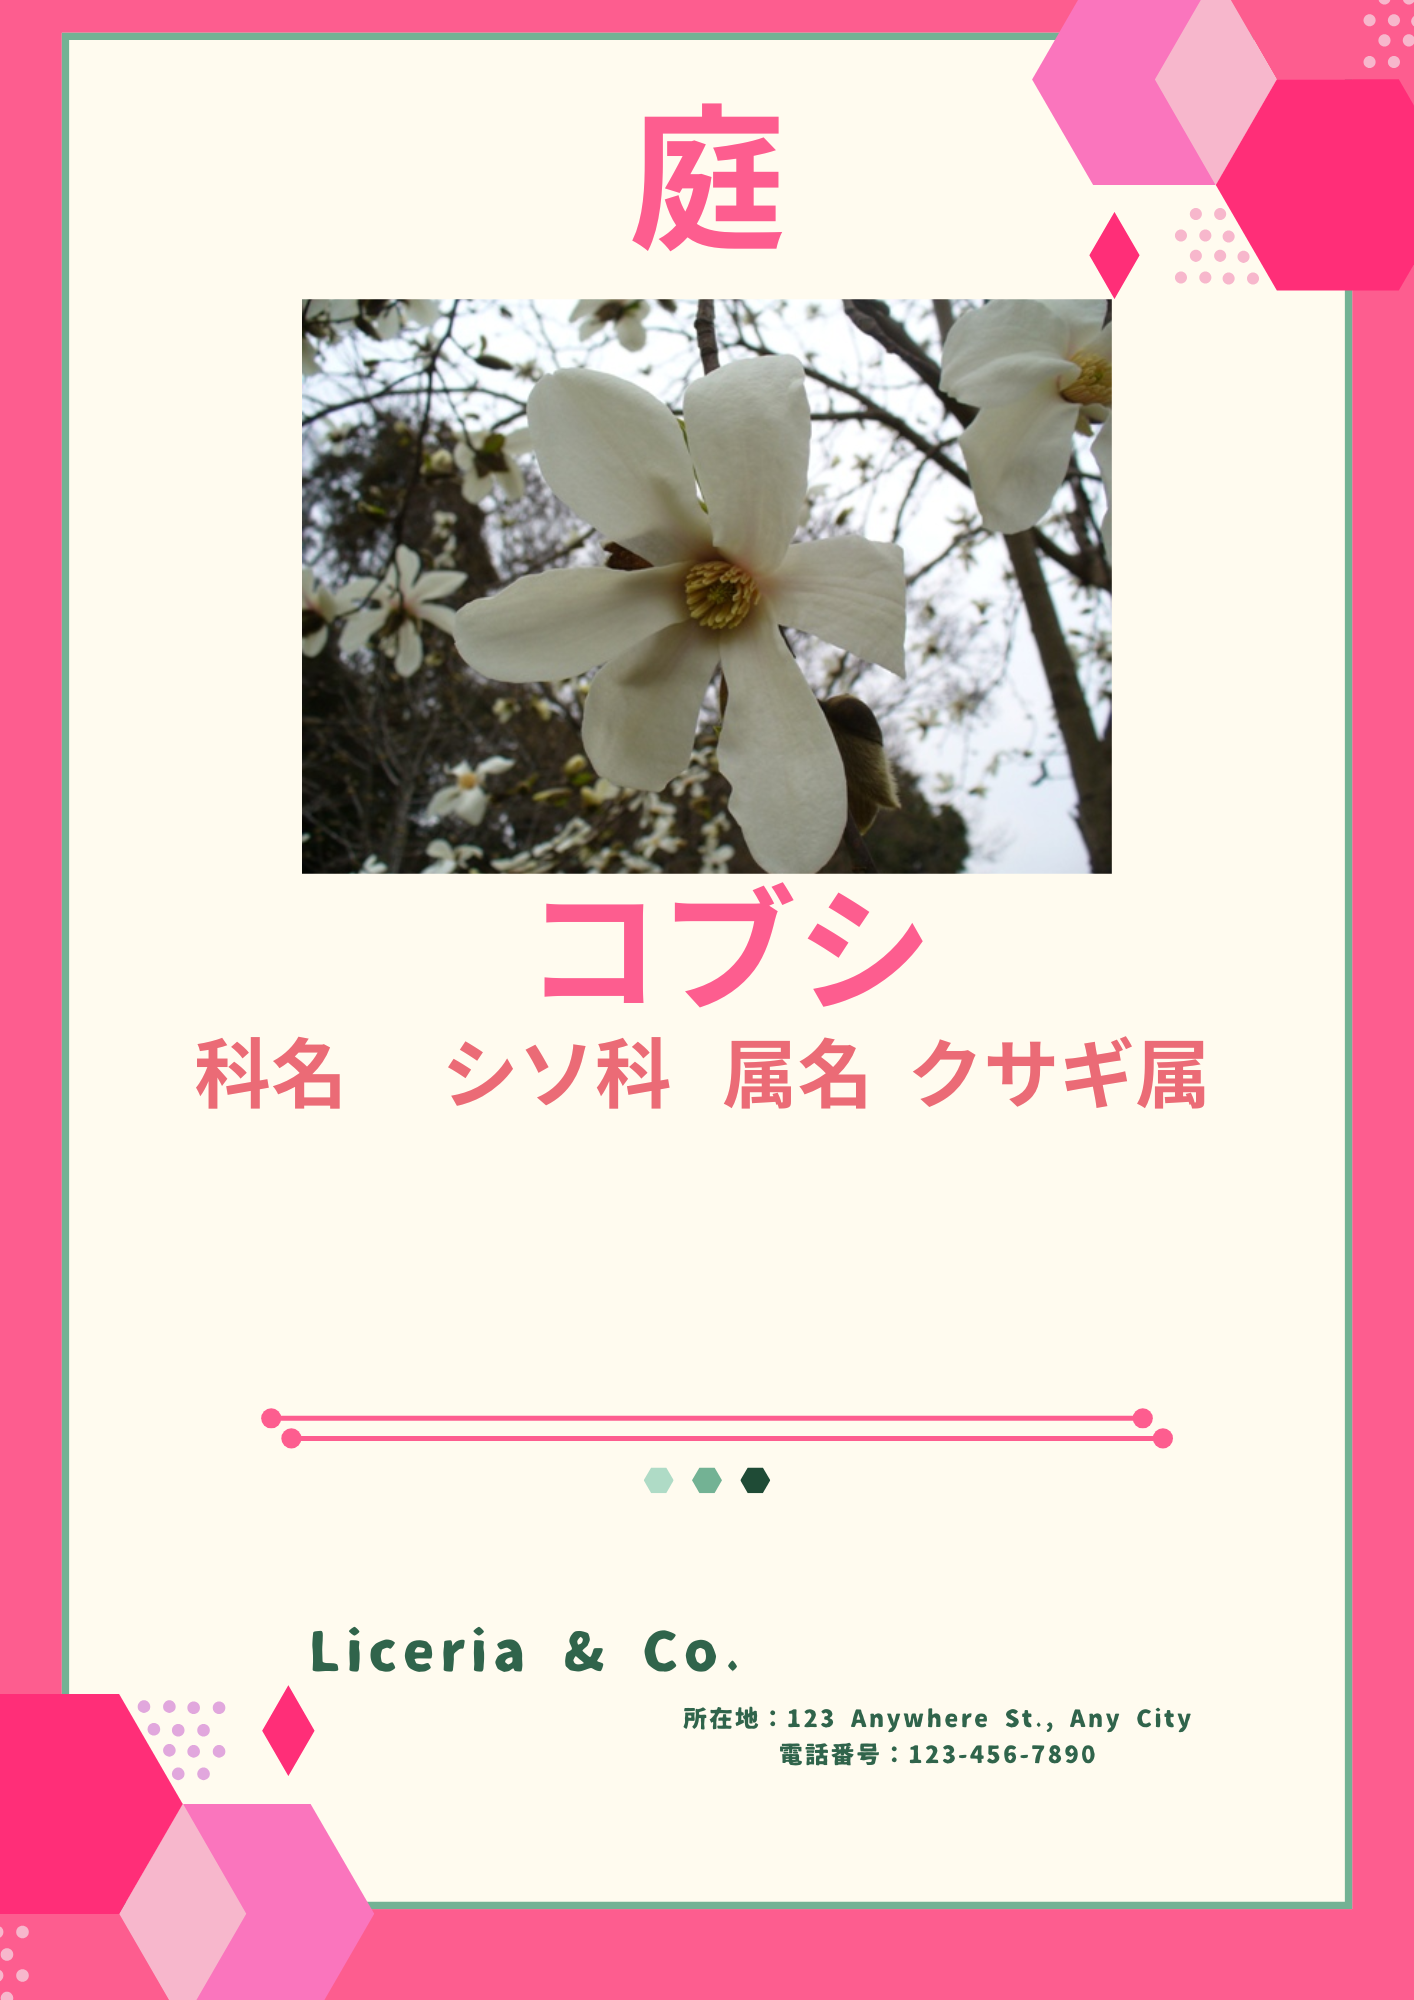 庭
コブシ
科名　シソ科 属名 クサギ属
Liceria & Co.
所在地：123 Anywhere St., Any City
電話番号：123-456-7890